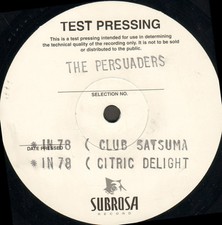 TEST PRESSING
This is a test pressing intended for use in determining
the technical quality of the recording only. It is not to be sold
or distributed to the public.
THE PERSUADERS
SELECTION NO.
*IN 78 ( CLUB SATSUMA
DATE PRESSED
*IN 78 ( CITRIC DELIGHT
SUBROSA
RECORDS